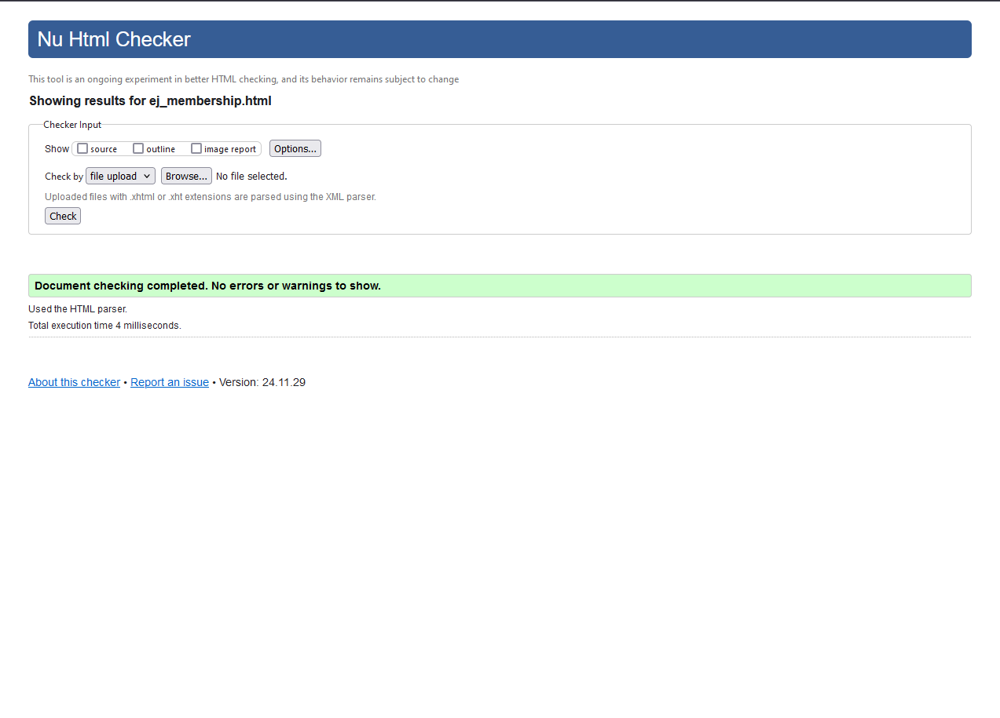 Nu Html Checker
This tool is an ongoing experiment in better HTML checking, and its behavior remains subject to change
Showing results for ej_membership.html
Checker Input
Show source outline image report Options...
Check by file upload Browse... No file selected.
Uploaded files with .xhtml or .xht extensions are parsed using the XML parser.
Check
Document checking completed. No errors or warnings to show.
Used the HTML parser.
Total execution time 4 milliseconds.
About this checker • Report an issue • Version: 24.11.29